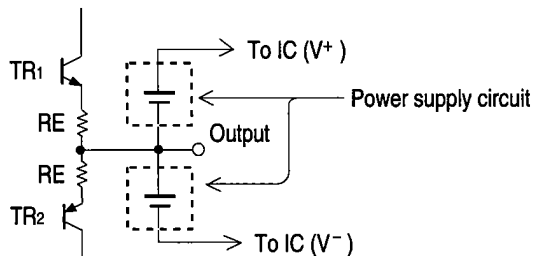 To IC (V+)
TR1
RE
Power supply circuit
Output
RE
TR2
To IC (V−)